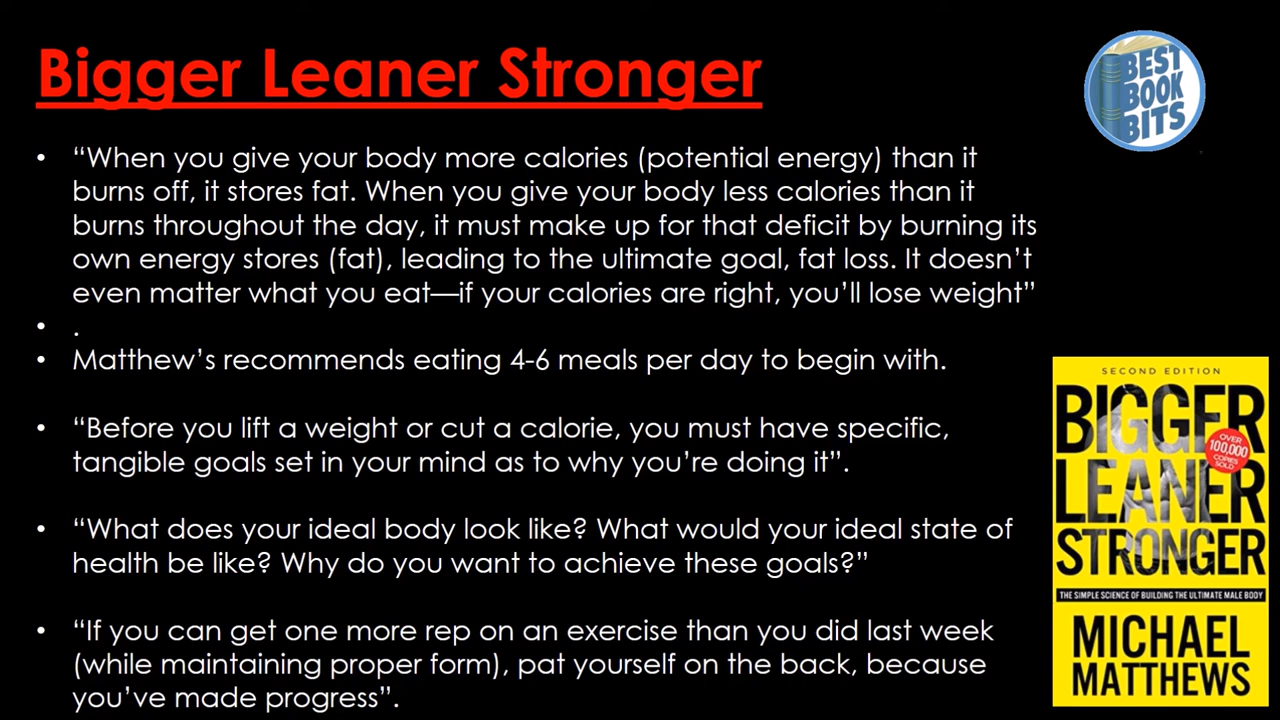 Bigger Leaner Stronger
BEST
BOOK
BITS
• “When you give your body more calories (potential energy) than it
burns off, it stores fat. When you give your body less calories than it
burns throughout the day, it must make up for that deficit by burning its
own energy stores (fat), leading to the ultimate goal, fat loss. It doesn’t
even matter what you eat—if your calories are right, you’ll lose weight”
• .
• Matthew’s recommends eating 4-6 meals per day to begin with.
• “Before you lift a weight or cut a calorie, you must have specific,
tangible goals set in your mind as to why you’re doing it”.
• “What does your ideal body look like? What would your ideal state of
health be like? Why do you want to achieve these goals?”
• “If you can get one more rep on an exercise than you did last week
(while maintaining proper form), pat yourself on the back, because
you’ve made progress”.
SECOND EDITION
BIGGER
OVER
100,000
COPIES
SOLD
LEANER
STRONGER
THE SIMPLE SCIENCE OF BUILDING THE ULTIMATE MALE BODY
MICHAEL
MATTHEWS